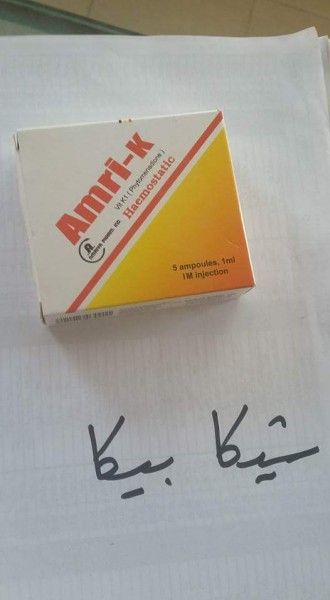 Amri-K
Vit K1 ( Phytomenadione )
Haemostatic
5 ampoules, 1ml
IM Injection
شيكا بيكا